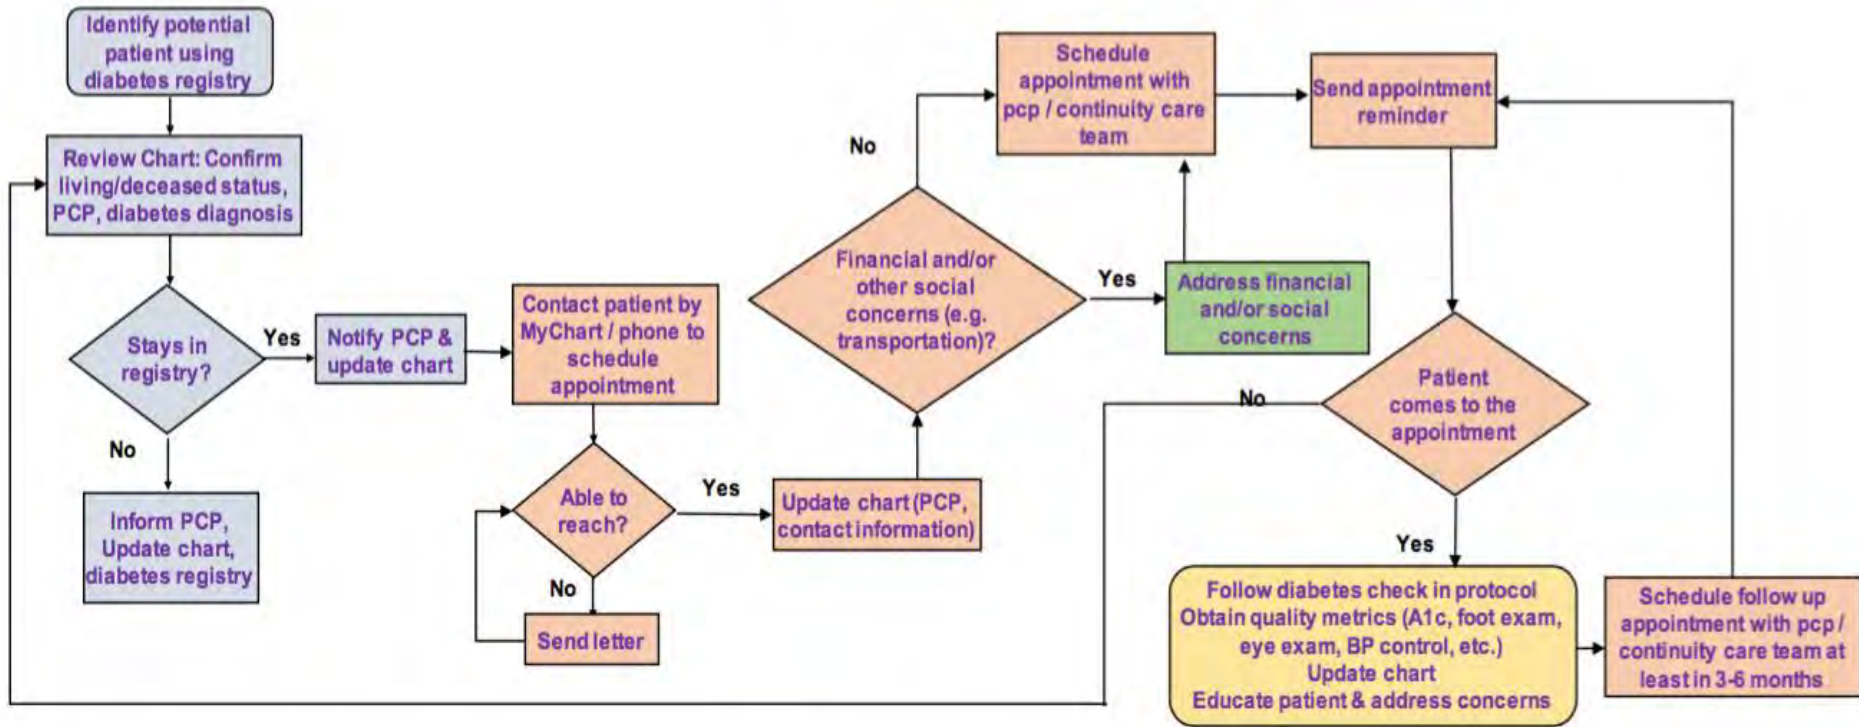 Identify potential
patient using
diabetes registry
Review Chart: Confirm
living/deceased status,
PCP, diabetes diagnosis
Stays in
registry?
Yes
No
Inform PCP,
Update chart,
diabetes registry
Notify PCP &
update chart
Contact patient by
MyChart / phone to
schedule
appointment
Able to
reach?
No
Send letter
Yes
Update chart (PCP,
contact information)
Financial and/or
other social
concerns (e.g.
transportation)?
No
Yes
Address financial
and/or social
concerns
Schedule
appointment with
pcp / continuity care
team
Send appointment
reminder
Patient
comes to the
appointment
No
Yes
Follow diabetes check in protocol
Obtain quality metrics (A1c, foot exam,
eye exam, BP control, etc.)
Update chart
Educate patient & address concerns
Schedule follow up
appointment with pcp /
continuity care team at
least in 3-6 months